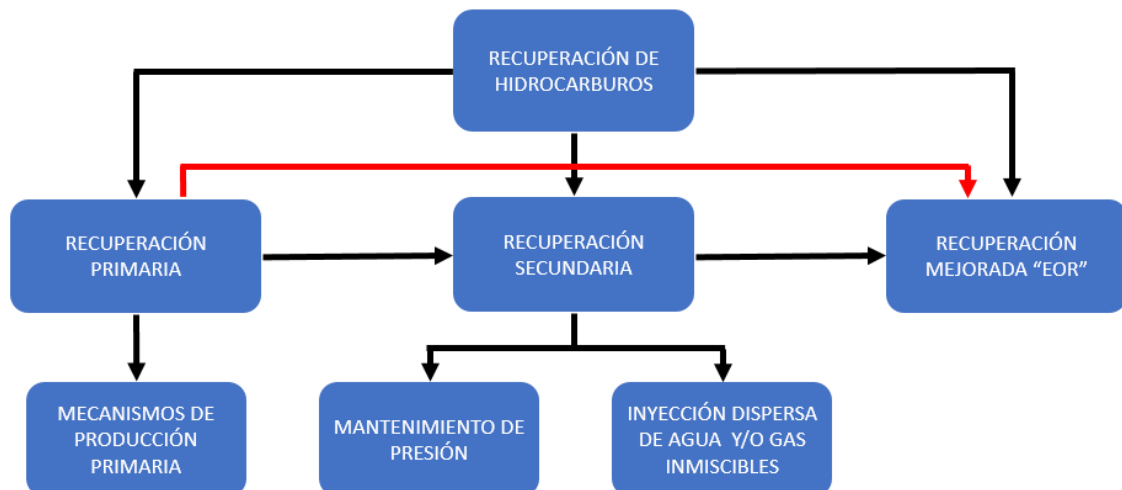 RECUPERACIÓN DE
HIDROCARBUROS
RECUPERACIÓN
PRIMARIA
RECUPERACIÓN
SECUNDARIA
RECUPERACIÓN
MEJORADA “EOR”
MECANISMOS DE
PRODUCCIÓN
PRIMARIA
MANTENIMIENTO DE
PRESIÓN
INYECCIÓN DISPERSA
DE AGUA Y/O GAS
INMISCIBLES